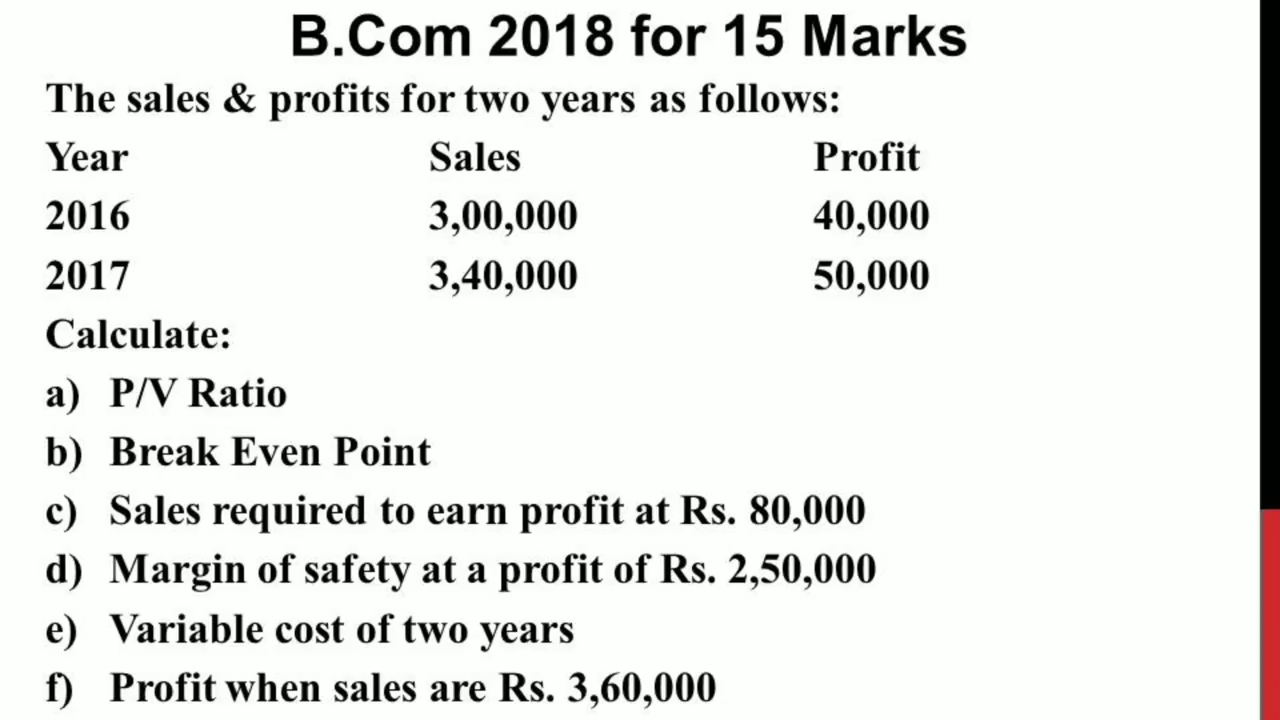 B.Com 2018 for 15 Marks
The sales & profits for two years as follows:
Year Sales Profit
2016 3,00,000 40,000
2017 3,40,000 50,000
Calculate:
a) P/V Ratio
b) Break Even Point
c) Sales required to earn profit at Rs. 80,000
d) Margin of safety at a profit of Rs. 2,50,000
e) Variable cost of two years
f) Profit when sales are Rs. 3,60,000